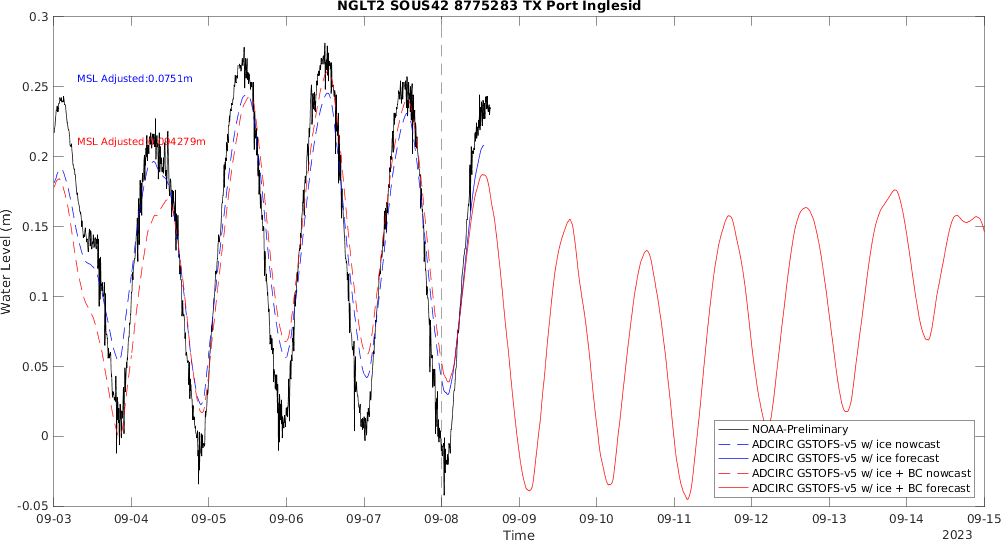 NGLT2 SOUS42 8775283 TX Port Inglesid
Water Level (m)
0.3
0.25
0.2
0.15
0.1
0.05
0
-0.05
MSL Adjusted:0.0751m
MSL Adjusted:0.094279m
NOAA-Preliminary
ADCIRC GSTOFS-v5 w/ ice nowcast
ADCIRC GSTOFS-v5 w/ ice forecast
ADCIRC GSTOFS-v5 w/ ice + BC nowcast
ADCIRC GSTOFS-v5 w/ ice + BC forecast
09-03 09-04 09-05 09-06 09-07 09-08 09-09 09-10 09-11 09-12 09-13 09-14 09-15
Time
2023